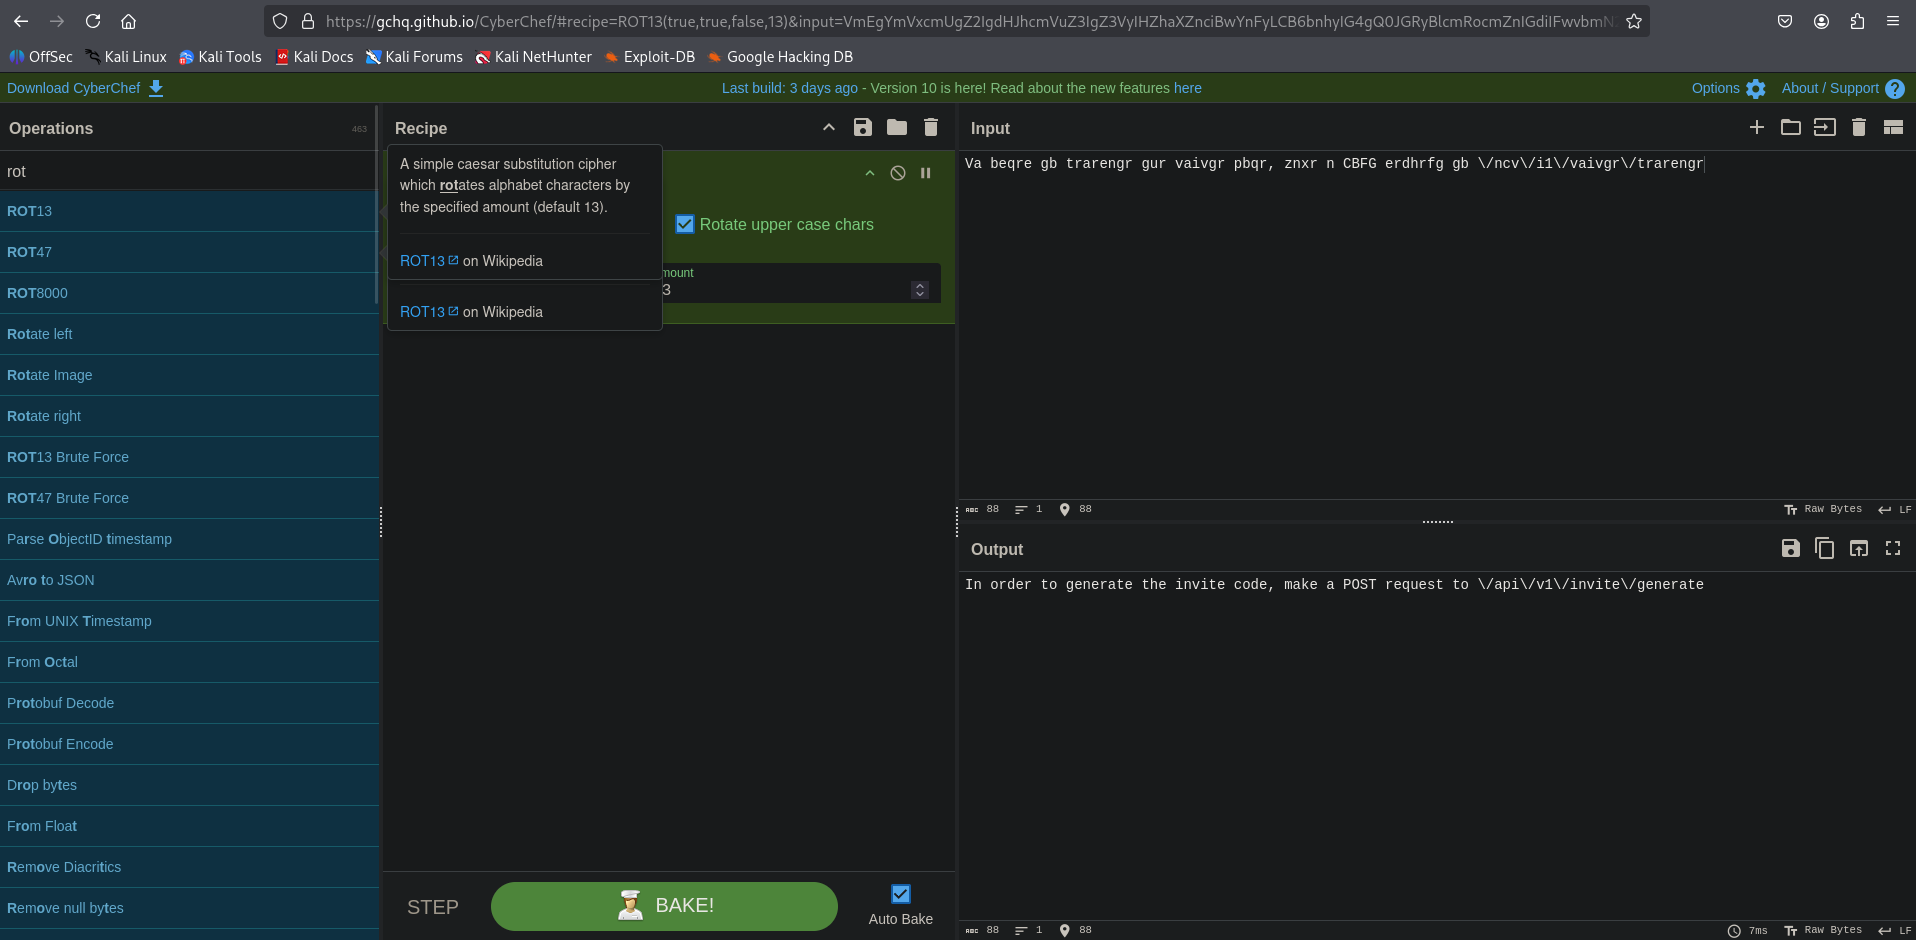 https://gchq.github.io/CyberChef/#recipe=ROT13(true,true,false,13)&input=VmEgYmVxcmUgZ2IgdHJhcmVuZ3IgZ3VyIHZhaXZnciBwYnFyLCB6bnhyIG4gQ0JGRyBlcmRocmZnIGdiIFwvbmN
OffSec
Kali Linux
Kali Tools
Kali Docs
Kali Forums
Kali NetHunter
Exploit-DB
Google Hacking DB
Download CyberChef
Last build: 3 days ago - Version 10 is here! Read about the new features here
Options
About / Support
Operations
463
rot
ROT13
ROT47
ROT8000
Rotate left
Rotate Image
Rotate right
ROT13 Brute Force
ROT47 Brute Force
Parse ObjectID timestamp
Avro to JSON
From UNIX Timestamp
From Octal
Protobuf Decode
Protobuf Encode
Drop bytes
From Float
Remove Diacritics
Remove null bytes
Recipe
A simple caesar substitution cipher
which rotates alphabet characters by
the specified amount (default 13).
ROT13 on Wikipedia
ROT13 on Wikipedia
Rotate upper case chars
mount
3
STEP
BAKE!
Auto Bake
Input
Va beqre gb trarengr gur vaivgr pbqr, znxr n CBFG erdhrfg gb \/ncv\/i1\/vaivgr\/trarengr
88
1
88
Raw Bytes
LF
Output
In order to generate the invite code, make a POST request to \/api\/v1\/invite\/generate
88
1
88
7ms
Raw Bytes
LF